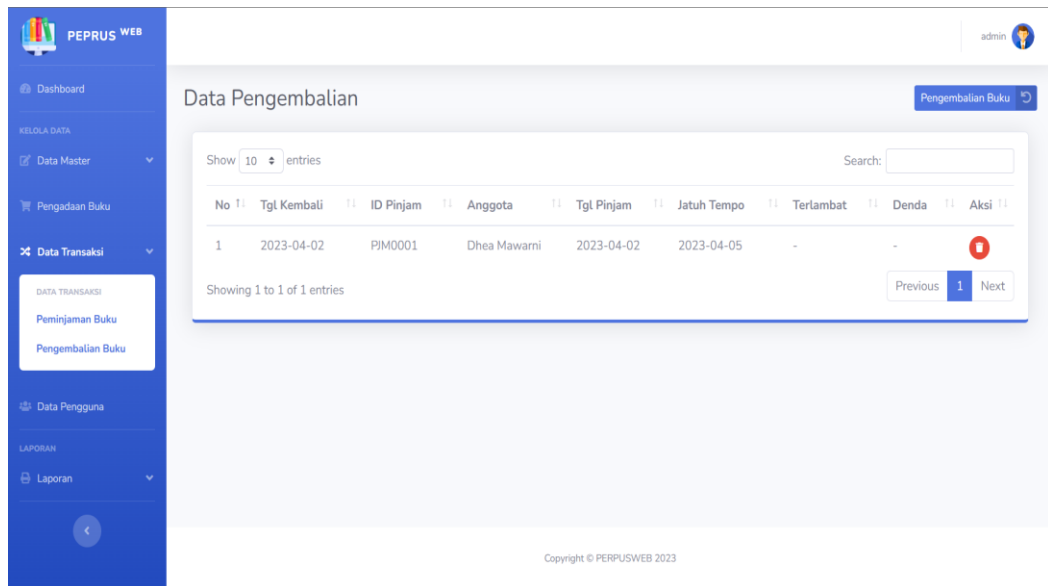 PEPRUS WEB
admin
Dashboard
KELOLA DATA
Data Master
Pengadaan Buku
Data Transaksi
DATA TRANSAKSI
Peminjaman Buku
Pengembalian Buku
Data Pengguna
LAPORAN
Laporan
Data Pengembalian
Pengembalian Buku
Show 10 entries
Search:
No Tgl Kembali ID Pinjam Anggota Tgl Pinjam Jatuh Tempo Terlambat Denda Aksi
1 2023-04-02 PJM0001 Dhea Mawarni 2023-04-02 2023-04-05 - -
Showing 1 to 1 of 1 entries
Previous 1 Next
Copyright © PERPUSWEB 2023